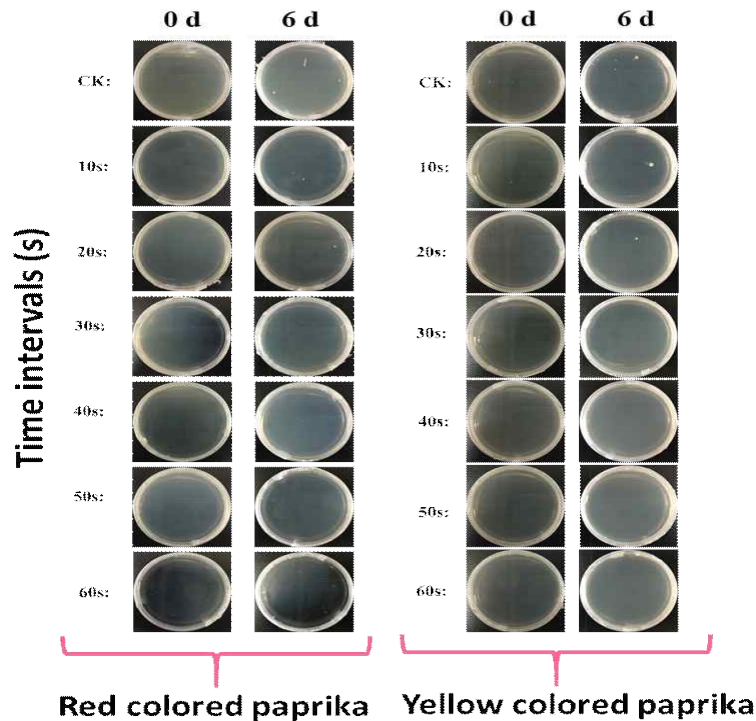 0 d 6 d 0 d 6 d
CK: CK:
10s: 10s:
20s: 20s:
30s: 30s:
40s: 40s:
50s: 50s:
60s: 60s:
Time intervals (s)
Red colored paprika Yellow colored paprika